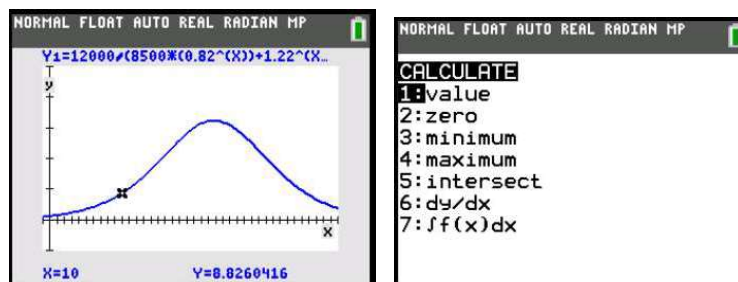 NORMAL FLOAT AUTO REAL RADIAN MP
Y₁=12000/(8500*(0.82^(X))+1.22^(X…
y
x
X=10 Y=8.8260416
NORMAL FLOAT AUTO REAL RADIAN MP
CALCULATE
1:value
2:zero
3:minimum
4:maximum
5:intersect
6:dy/dx
7:∫f(x)dx